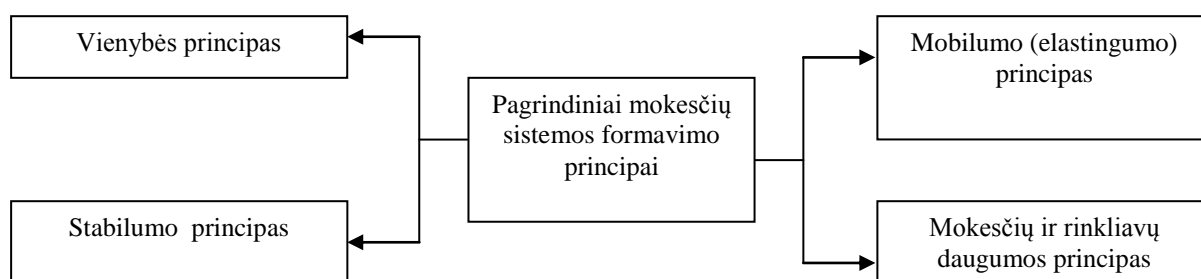 Vienybės principas
Mobilumo (elastingumo)
principas
Pagrindiniai mokesčių
sistemos formavimo
principai
Stabilumo principas
Mokesčių ir rinkliavų
daugumos principas